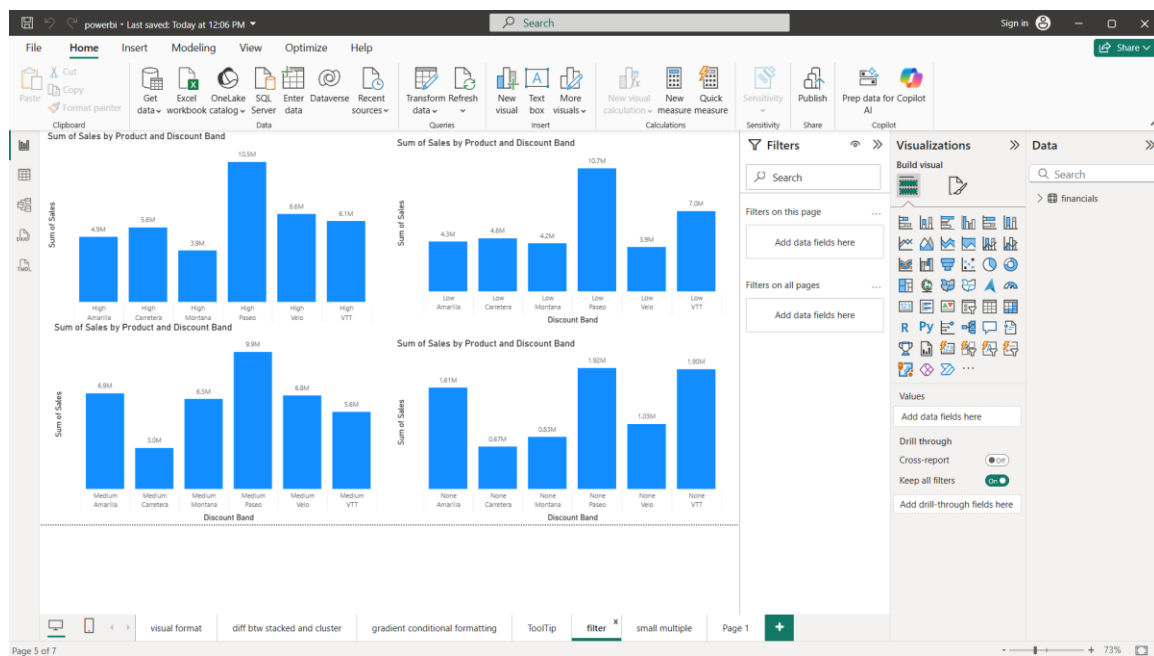 powerbi • Last saved: Today at 12:06 PM
Search
Sign in
File Home Insert Modeling View Optimize Help
Share
Paste
Cut
Copy
Format painter
Get data
Excel workbook
OneLake catalog
SQL Server
Enter data
Dataverse
Recent sources
Transform data
Refresh
New visual
Text box
More visuals
New visual calculation
New measure
Quick measure
Sensitivity
Publish
Prep data for AI
Copilot
Clipboard Data Queries Insert Calculations Sensitivity Share Copilot
Sum of Sales by Product and Discount Band
Sum of Sales
4.9M 5.6M 3.9M 10.5M 6.6M 6.1M
High High High High High High
Amarilla Carretera Montana Paseo Velo VTT
Sum of Sales by Product and Discount Band
Sum of Sales
4.3M 4.6M 4.2M 10.7M 3.9M 7.0M
Low Low Low Low Low Low
Amarilla Carretera Montana Paseo Velo VTT
Discount Band
Sum of Sales by Product and Discount Band
Sum of Sales
6.9M 3.0M 6.5M 9.9M 6.8M 5.6M
Medium Medium Medium Medium Medium Medium
Amarilla Carretera Montana Paseo Velo VTT
Discount Band
Sum of Sales by Product and Discount Band
Sum of Sales
1.61M 0.67M 0.83M 1.92M 1.03M 1.90M
None None None None None None
Amarilla Carretera Montana Paseo Velo VTT
Discount Band
Filters
Search
Filters on this page ...
Add data fields here
Filters on all pages ...
Add data fields here
Visualizations
Build visual
R Py
Values
Add data fields here
Drill through
Cross-report Off
Keep all filters On
Add drill-through fields here
Data
Search
financials
DAX
TMDL
visual format diff btw stacked and cluster gradient conditional formatting ToolTip filter small multiple Page 1
Page 5 of 7
73%